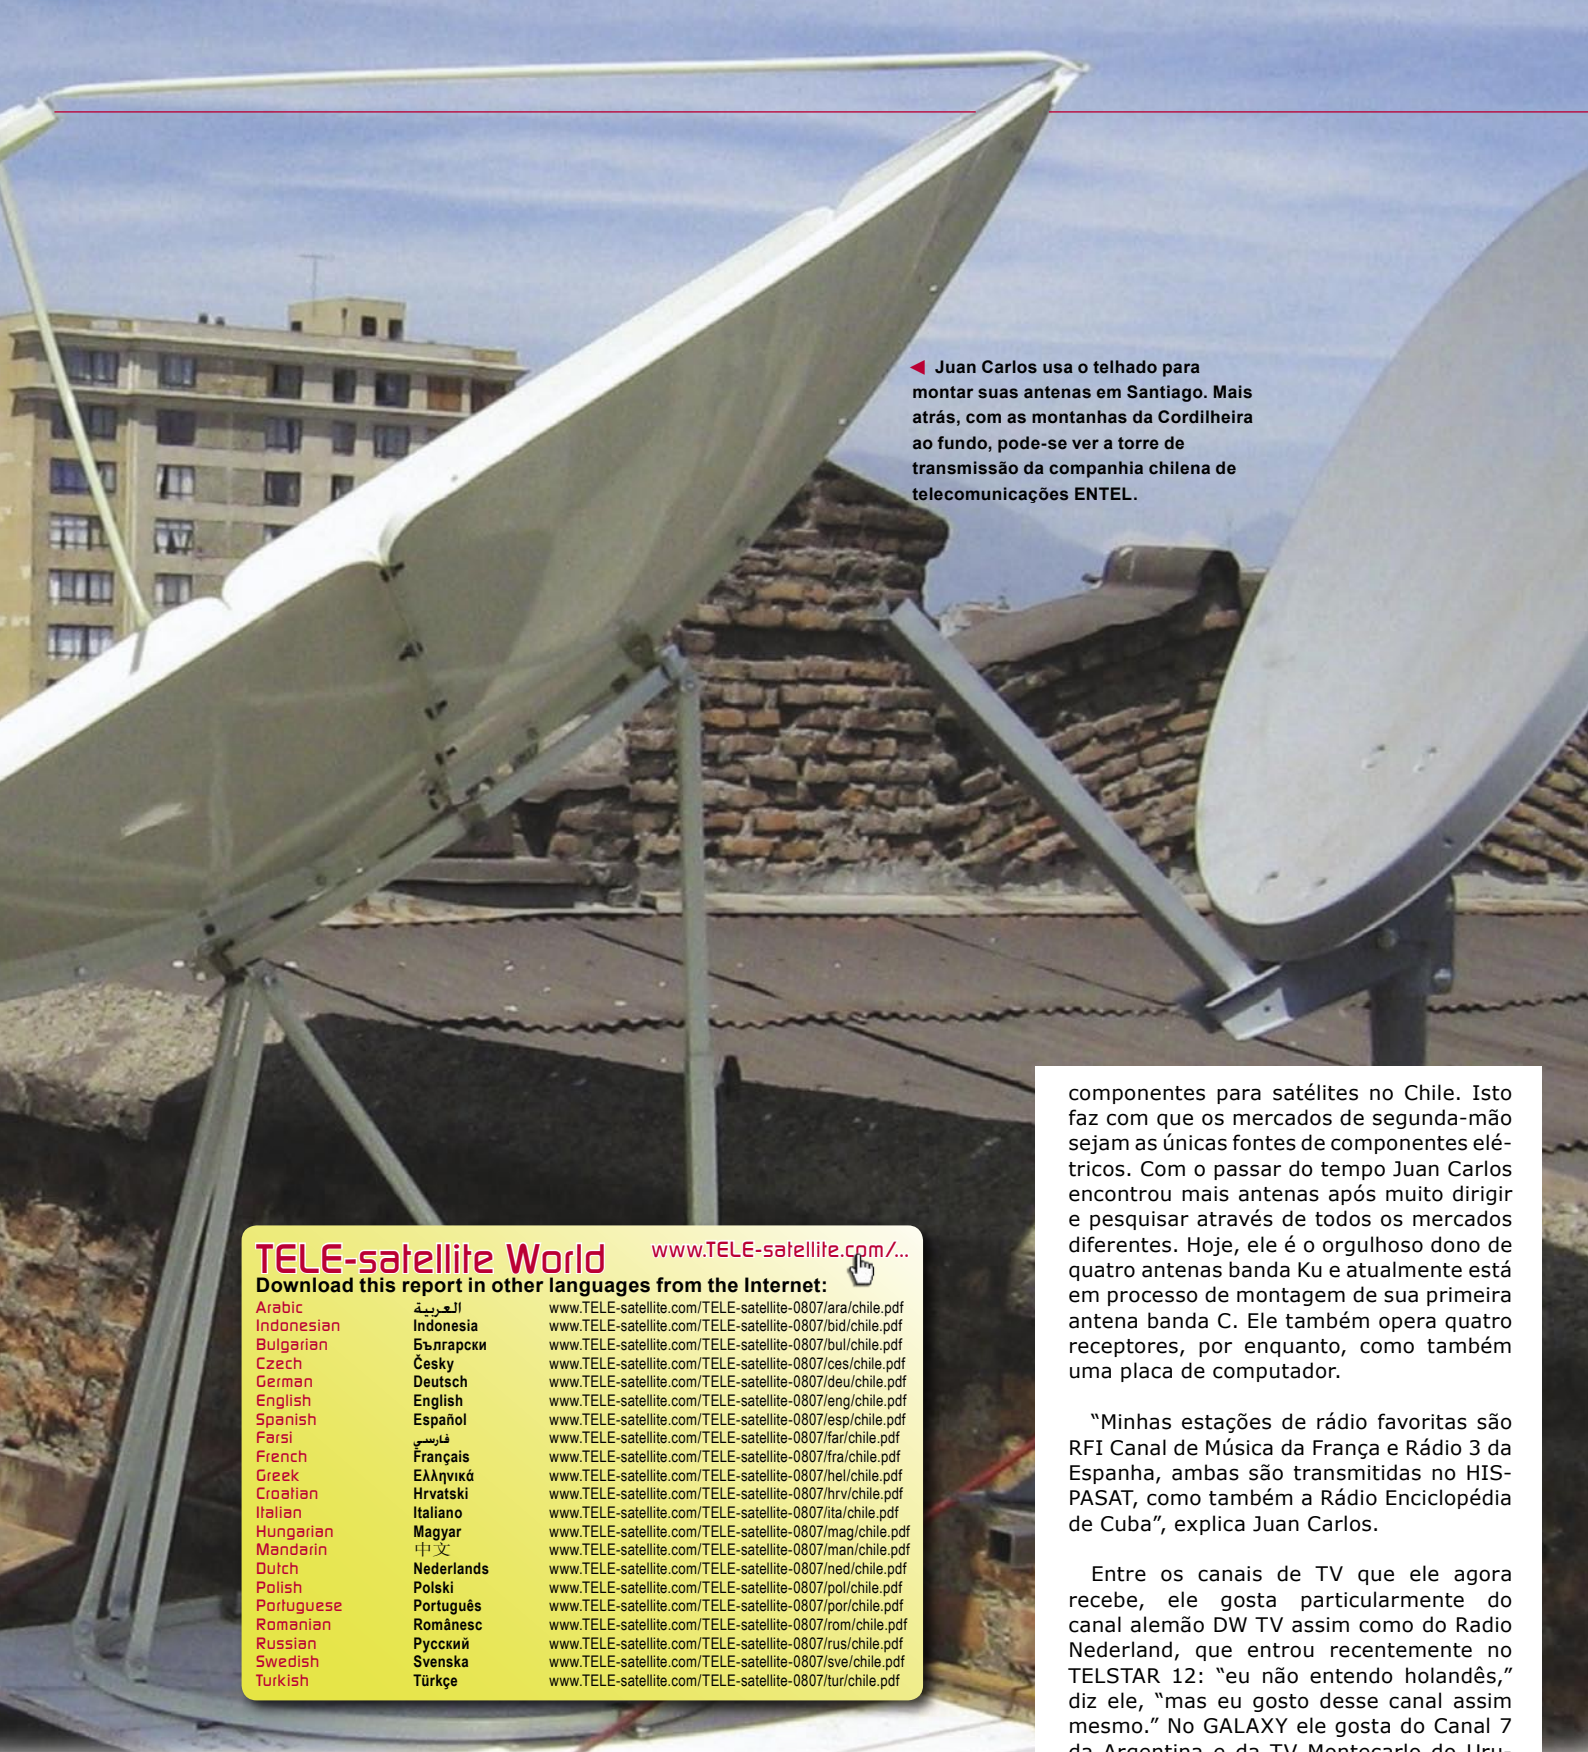 ◀ Juan Carlos usa o telhado para
montar suas antenas em Santiago. Mais
atrás, com as montanhas da Cordilheira
ao fundo, pode-se ver a torre de
transmissão da companhia chilena de
telecomunicações ENTEL.
TELE-satellite World www.TELE-satellite.com/...
Download this report in other languages from the Internet:
Arabic العربية www.TELE-satellite.com/TELE-satellite-0807/ara/chile.pdf
Indonesian Indonesia www.TELE-satellite.com/TELE-satellite-0807/bid/chile.pdf
Bulgarian Български www.TELE-satellite.com/TELE-satellite-0807/bul/chile.pdf
Czech Česky www.TELE-satellite.com/TELE-satellite-0807/ces/chile.pdf
German Deutsch www.TELE-satellite.com/TELE-satellite-0807/deu/chile.pdf
English English www.TELE-satellite.com/TELE-satellite-0807/eng/chile.pdf
Spanish Español www.TELE-satellite.com/TELE-satellite-0807/esp/chile.pdf
Farsi فارسي www.TELE-satellite.com/TELE-satellite-0807/far/chile.pdf
French Français www.TELE-satellite.com/TELE-satellite-0807/fra/chile.pdf
Greek Ελληνικά www.TELE-satellite.com/TELE-satellite-0807/hel/chile.pdf
Croatian Hrvatski www.TELE-satellite.com/TELE-satellite-0807/hrv/chile.pdf
Italian Italiano www.TELE-satellite.com/TELE-satellite-0807/ita/chile.pdf
Hungarian Magyar www.TELE-satellite.com/TELE-satellite-0807/mag/chile.pdf
Mandarin 中文 www.TELE-satellite.com/TELE-satellite-0807/man/chile.pdf
Dutch Nederlands www.TELE-satellite.com/TELE-satellite-0807/ned/chile.pdf
Polish Polski www.TELE-satellite.com/TELE-satellite-0807/pol/chile.pdf
Portuguese Português www.TELE-satellite.com/TELE-satellite-0807/por/chile.pdf
Romanian Românesc www.TELE-satellite.com/TELE-satellite-0807/rom/chile.pdf
Russian Русский www.TELE-satellite.com/TELE-satellite-0807/rus/chile.pdf
Swedish Svenska www.TELE-satellite.com/TELE-satellite-0807/sve/chile.pdf
Turkish Türkçe www.TELE-satellite.com/TELE-satellite-0807/tur/chile.pdf
componentes para satélites no Chile. Isto
faz com que os mercados de segunda-mão
sejam as únicas fontes de componentes elé-
tricos. Com o passar do tempo Juan Carlos
encontrou mais antenas após muito dirigir
e pesquisar através de todos os mercados
diferentes. Hoje, ele é o orgulhoso dono de
quatro antenas banda Ku e atualmente está
em processo de montagem de sua primeira
antena banda C. Ele também opera quatro
receptores, por enquanto, como também
uma placa de computador.
“Minhas estações de rádio favoritas são
RFI Canal de Música da França e Rádio 3 da
Espanha, ambas são transmitidas no HIS-
PASAT, como também a Rádio Enciclopédia
de Cuba”, explica Juan Carlos.
Entre os canais de TV que ele agora
recebe, ele gosta particularmente do
canal alemão DW TV assim como do Radio
Nederland, que entrou recentemente no
TELSTAR 12: “eu não entendo holandês,”
diz ele, “mas eu gosto desse canal assim
mesmo.” No GALAXY ele gosta do Canal 7
da Argentina e da TV Montecarlo do Uru-